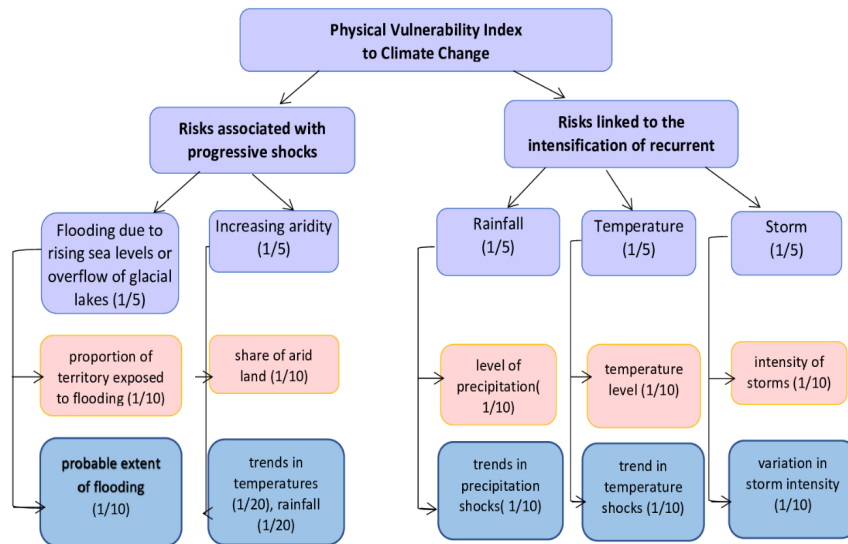 Physical Vulnerability Index
to Climate Change
Risks associated with
progressive shocks
Risks linked to the
intensification of recurrent
Flooding due to
rising sea levels or
overflow of glacial
lakes (1/5)
Increasing aridity
(1/5)
Rainfall
(1/5)
Temperature
(1/5)
Storm
(1/5)
proportion of
territory exposed
to flooding (1/10)
share of arid
land (1/10)
level of
precipitation(
1/10)
temperature
level (1/10)
intensity of
storms (1/10)
probable extent
of flooding
(1/10)
trends in
temperatures
(1/20), rainfall
(1/20)
trends in
precipitation
shocks( 1/10)
trend in
temperature
shocks (1/10)
variation in
storm intensity
(1/10)